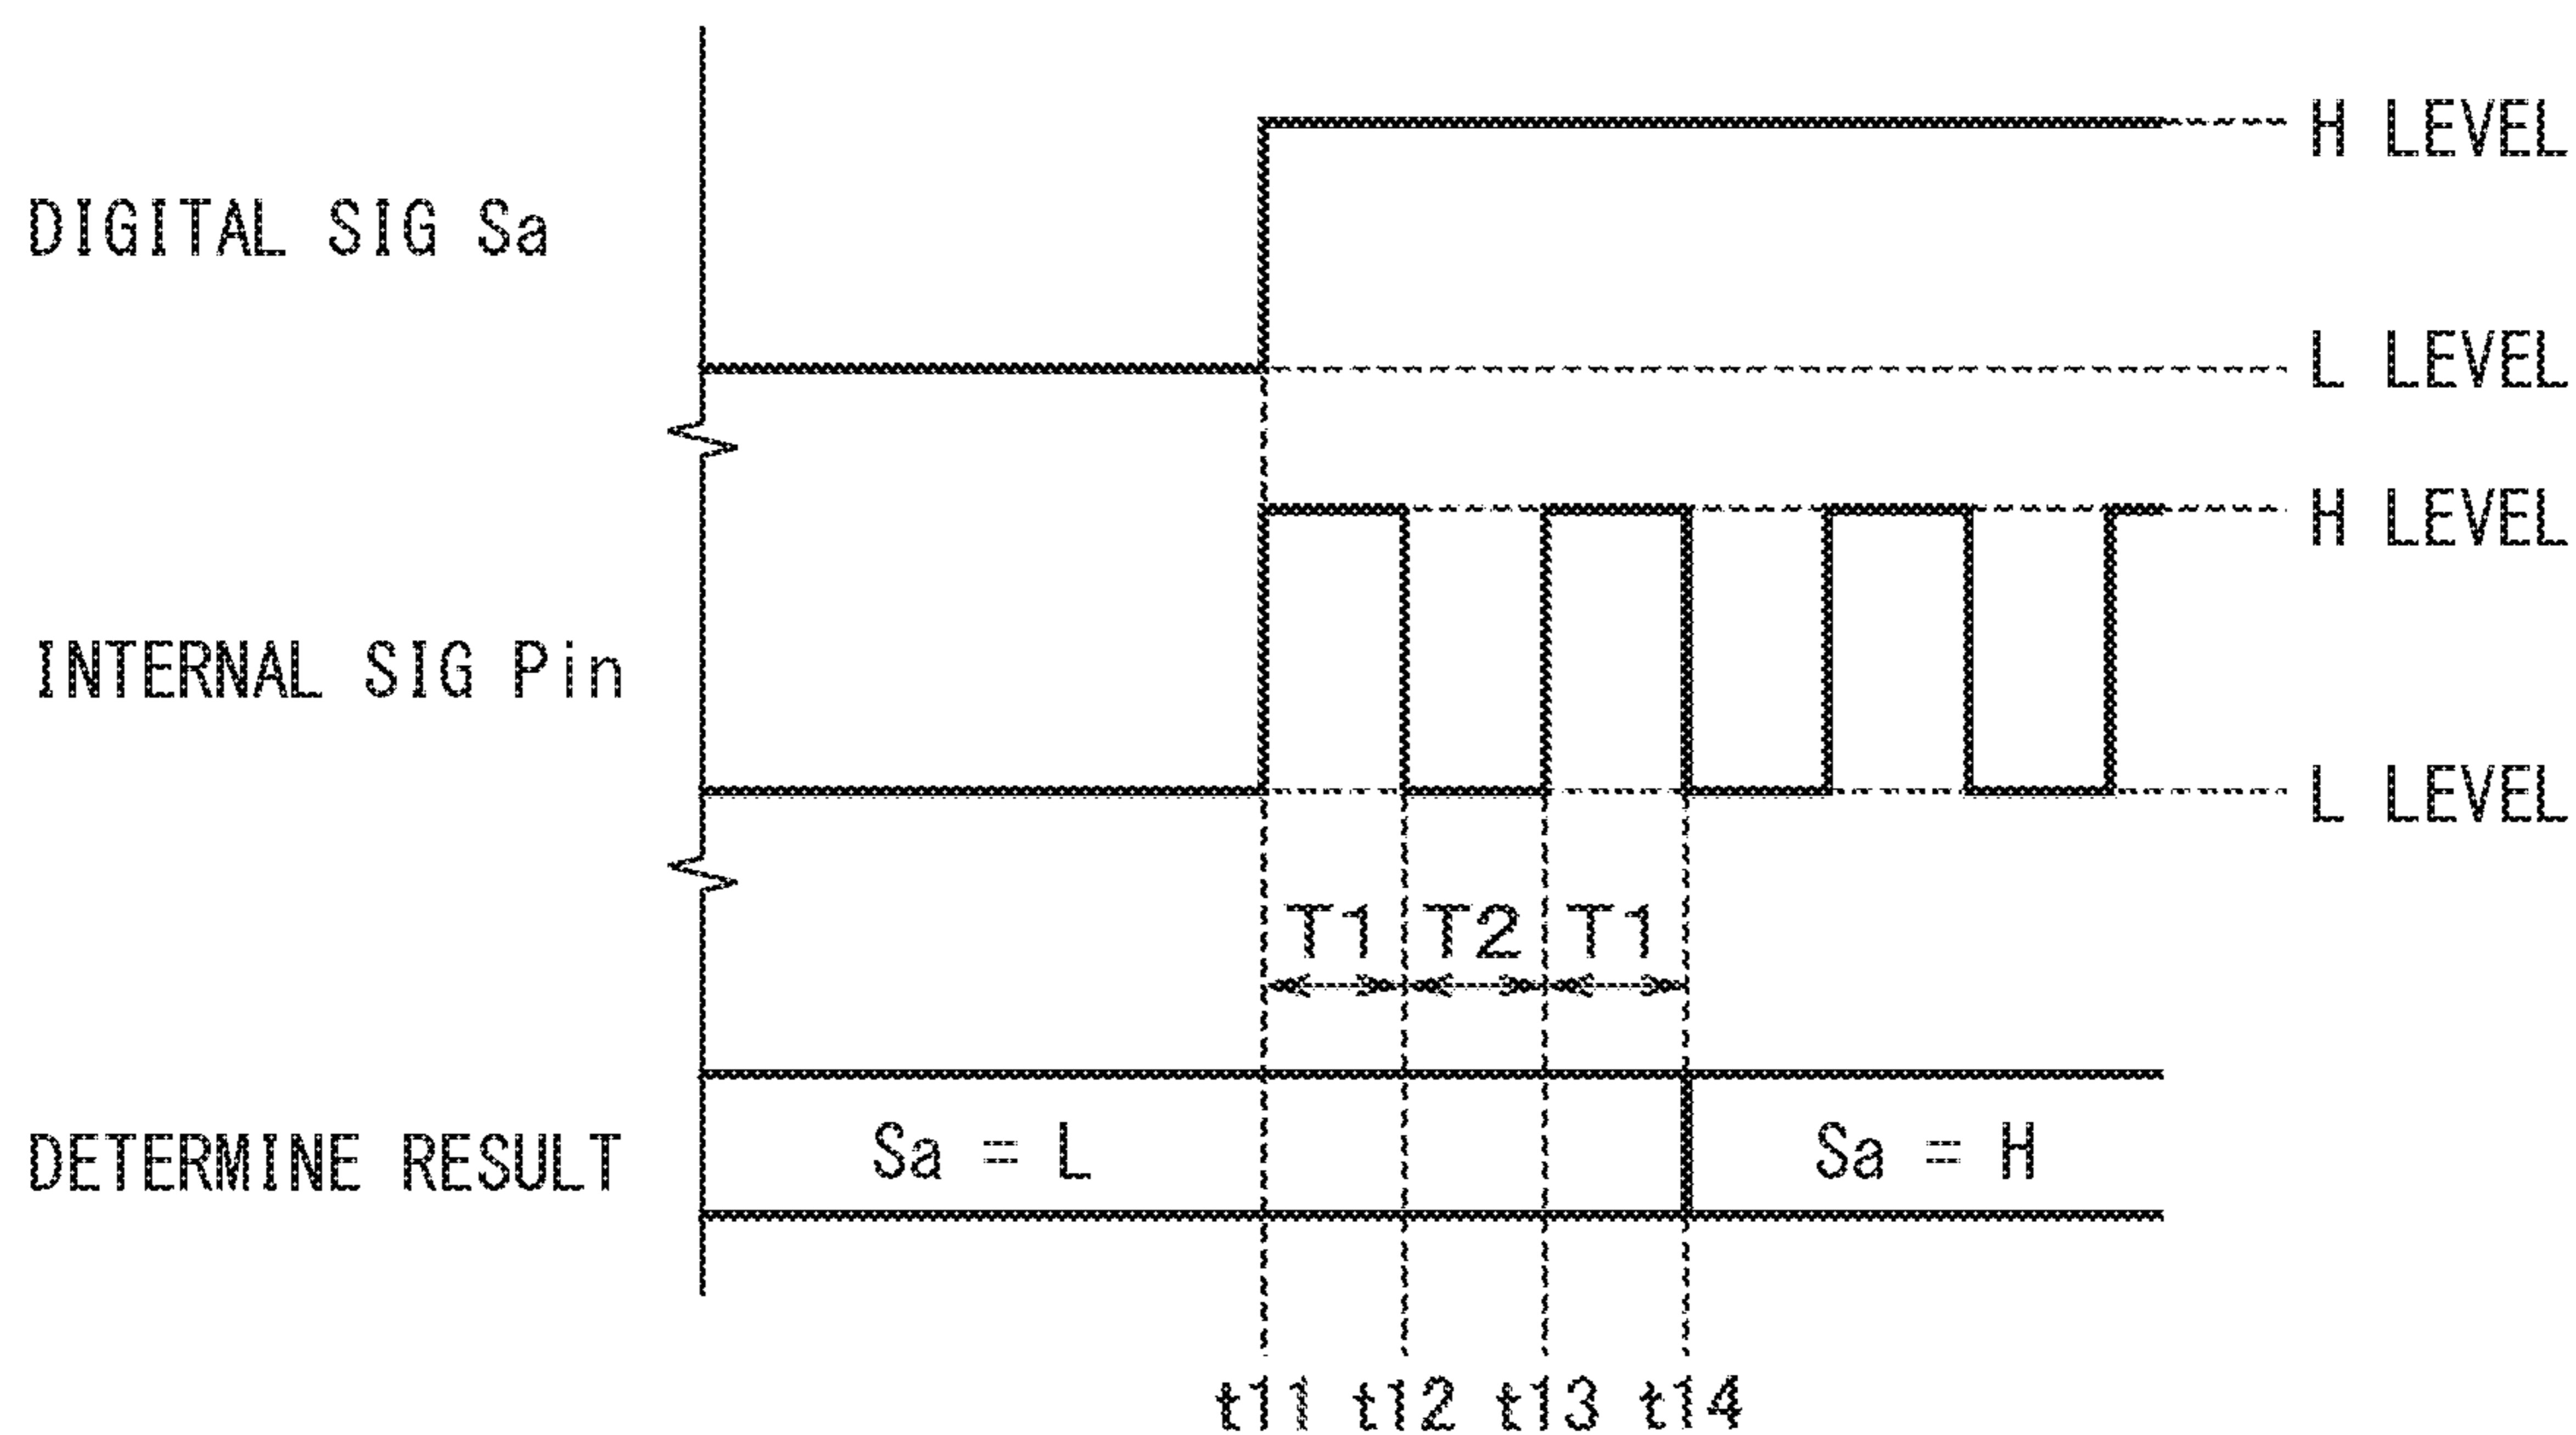 H LEVEL
DIGITAL SIG Sa
L LEVEL
H LEVEL
INTERNAL SIG Pin
L LEVEL
T1 T2 T1
DETERMINE RESULT Sa = L Sa = H
t11 t12 t13 t14